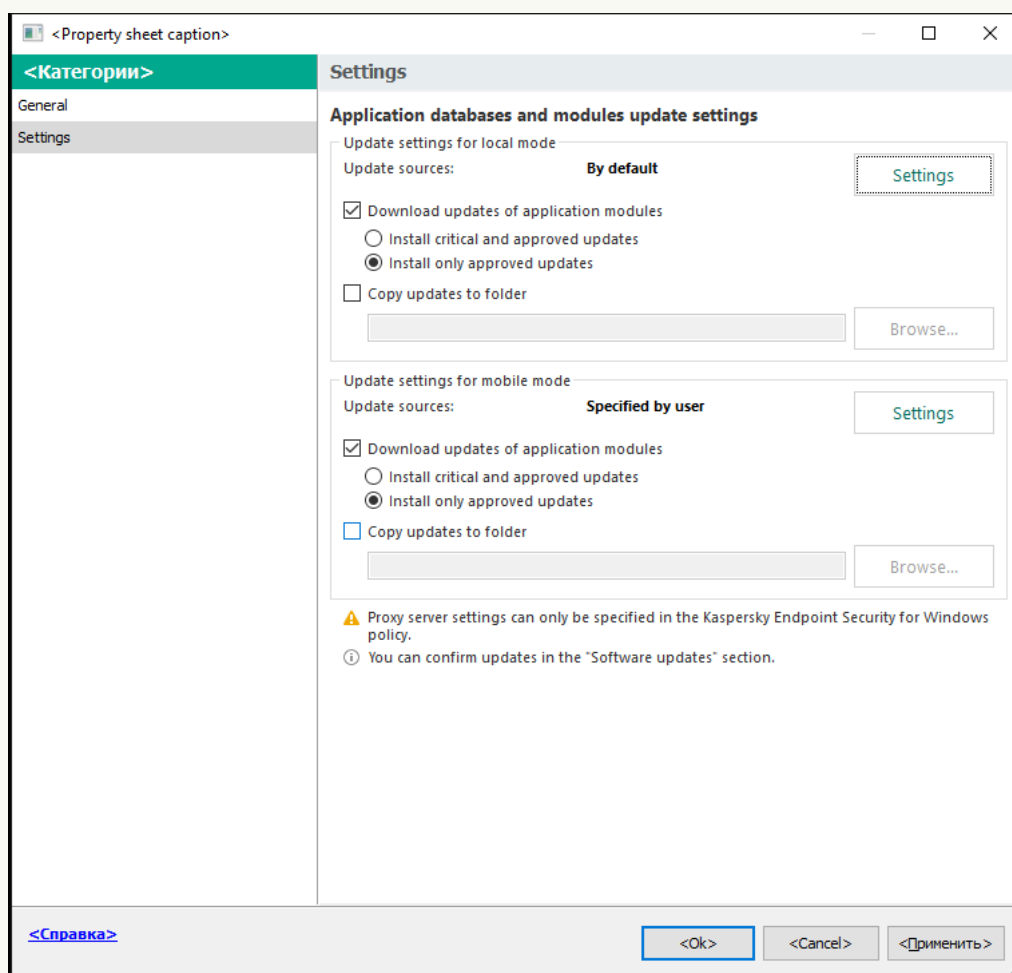 <Property sheet caption>
<Категории>
General
Settings
Settings
Application databases and modules update settings
Update settings for local mode
Update sources: By default Settings
Download updates of application modules
Install critical and approved updates
Install only approved updates
Copy updates to folder
Browse...
Update settings for mobile mode
Update sources: Specified by user Settings
Download updates of application modules
Install critical and approved updates
Install only approved updates
Copy updates to folder
Browse...
Proxy server settings can only be specified in the Kaspersky Endpoint Security for Windows
policy.
You can confirm updates in the "Software updates" section.
<Справка> <Ok> <Cancel> <Применить>